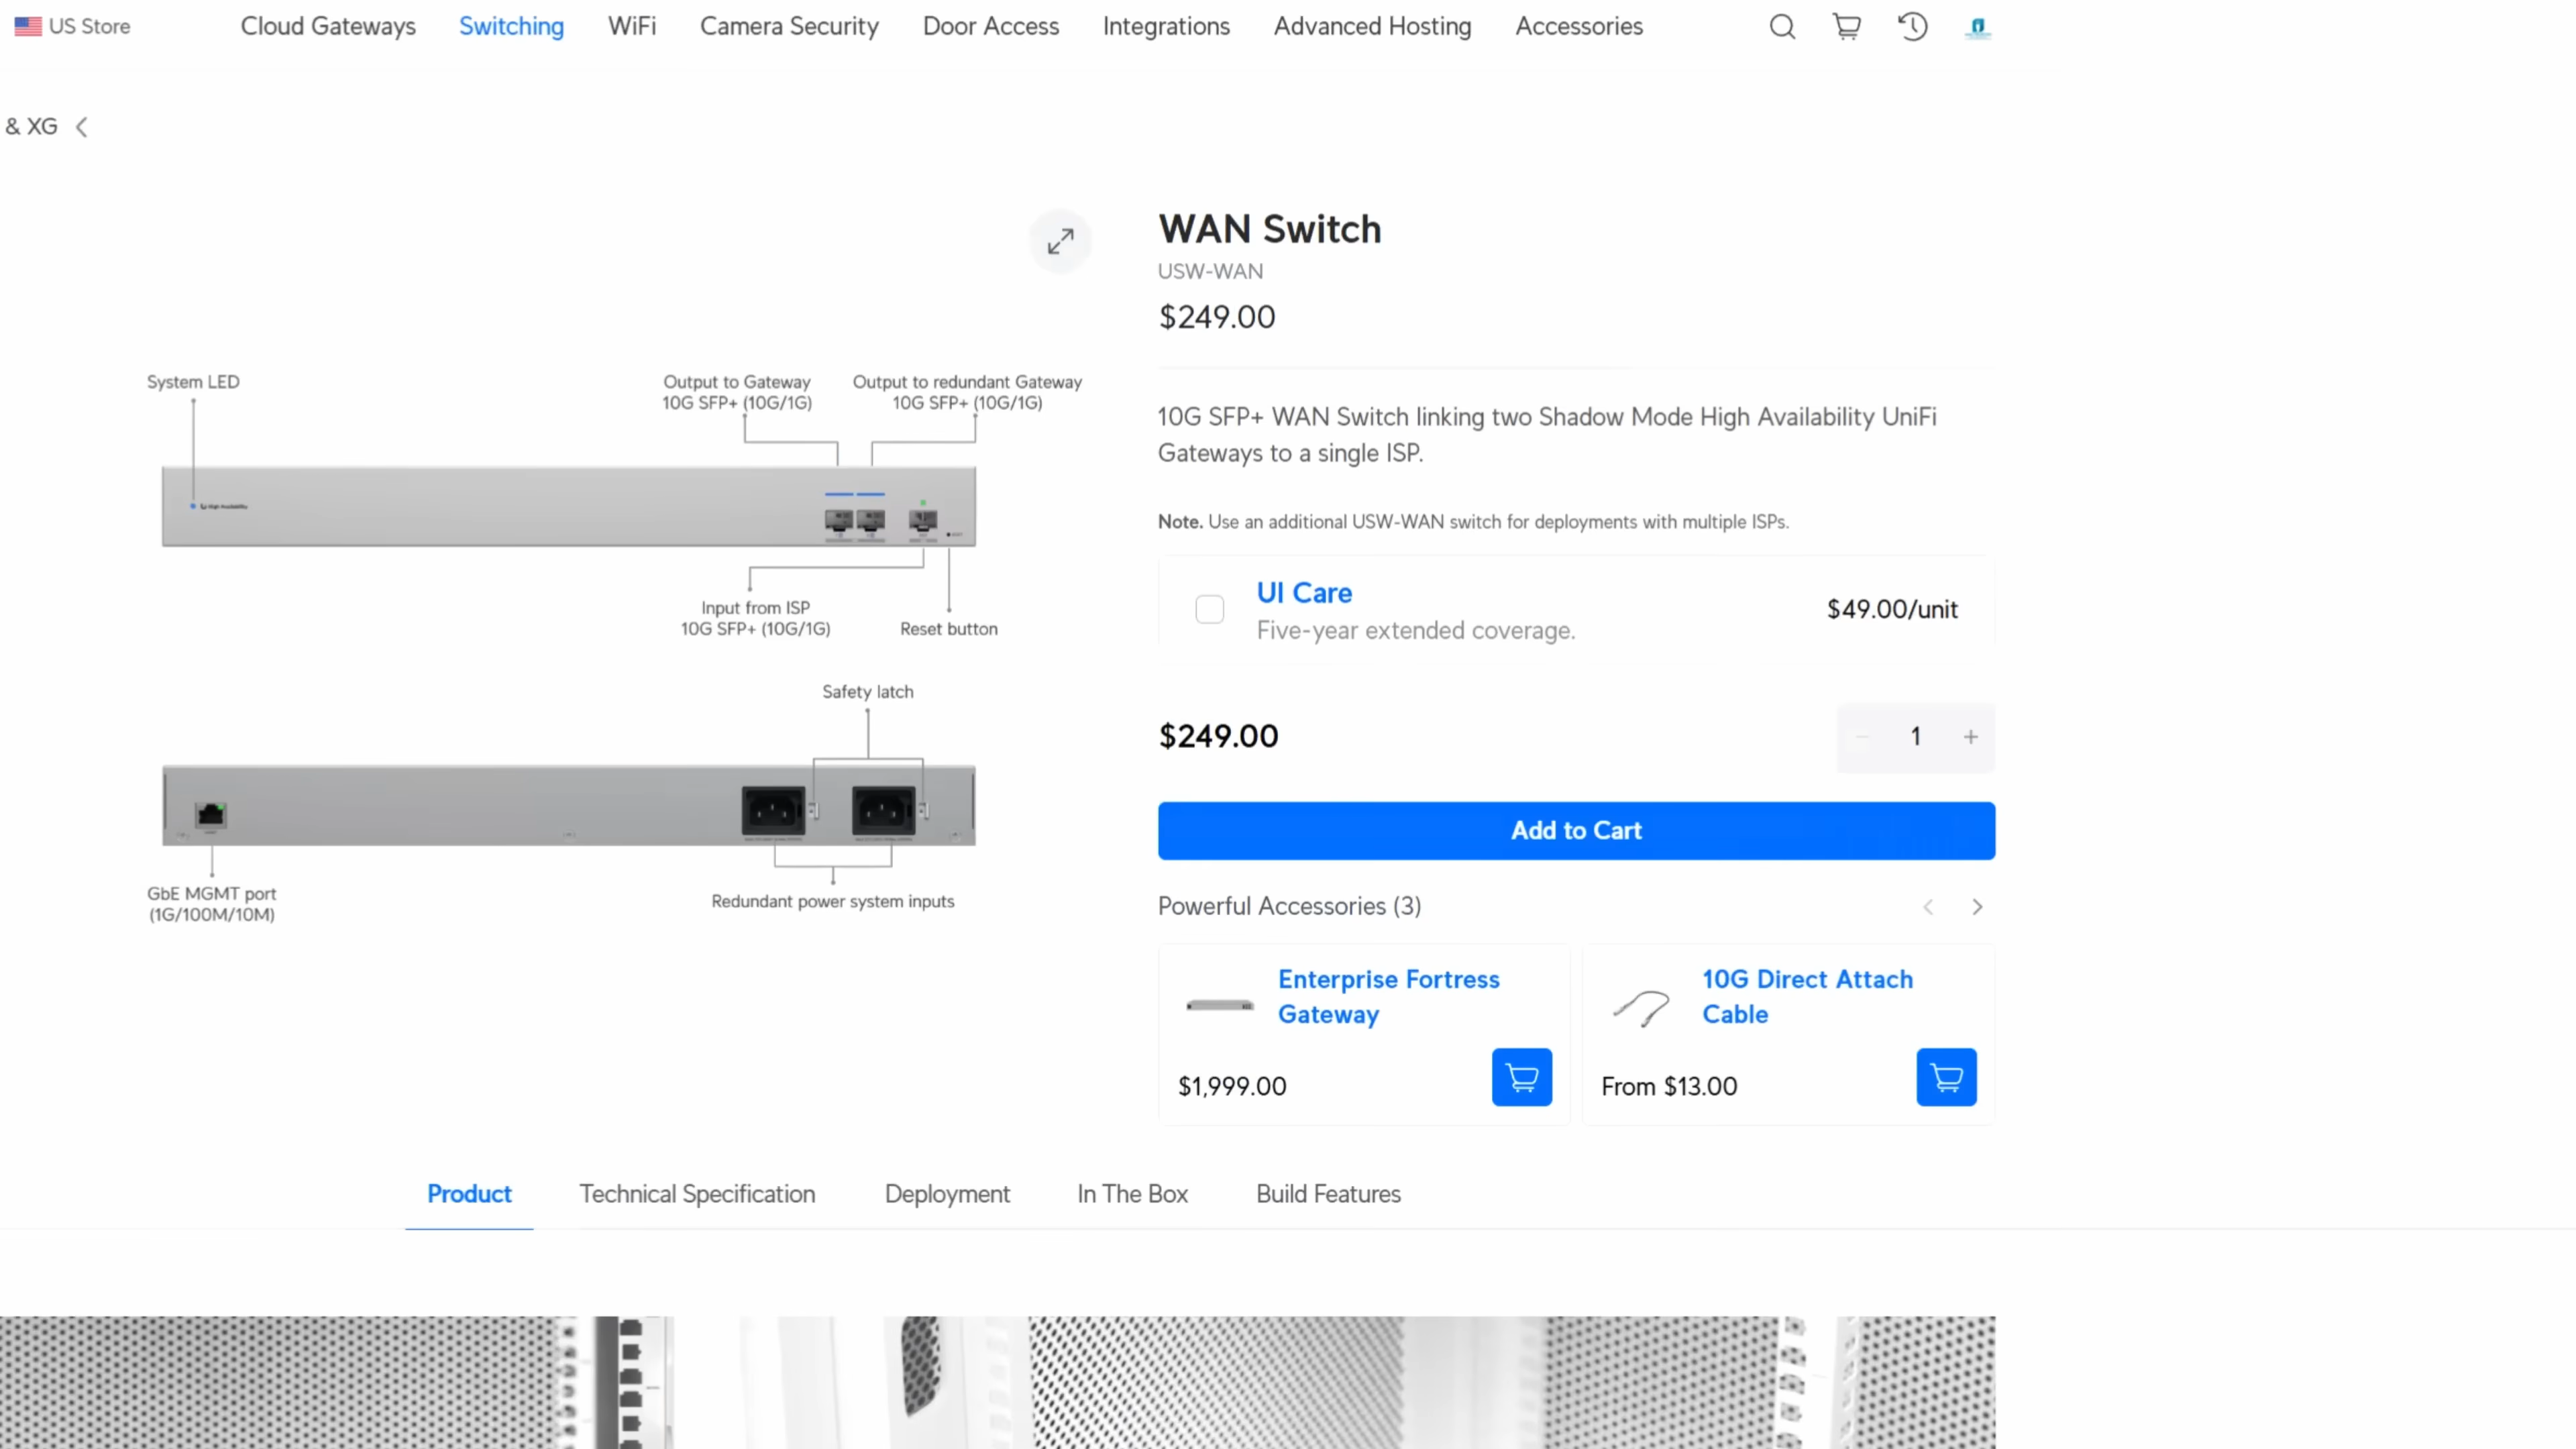 US Store
Cloud Gateways
Switching
WiFi
Camera Security
Door Access
Integrations
Advanced Hosting
Accessories
& XG
WAN Switch
USW-WAN
$249.00
10G SFP+ WAN Switch linking two Shadow Mode High Availability UniFi
Gateways to a single ISP.
Note. Use an additional USW-WAN switch for deployments with multiple ISPs.
UI Care
Five-year extended coverage.
$49.00/unit
$249.00
1
Add to Cart
Powerful Accessories (3)
Enterprise Fortress
Gateway
$1,999.00
10G Direct Attach
Cable
From $13.00
System LED
Output to Gateway
10G SFP+ (10G/1G)
Output to redundant Gateway
10G SFP+ (10G/1G)
High Availability
Input from ISP
10G SFP+ (10G/1G)
Reset button
Safety latch
GbE MGMT port
(1G/100M/10M)
Redundant power system inputs
Product
Technical Specification
Deployment
In The Box
Build Features